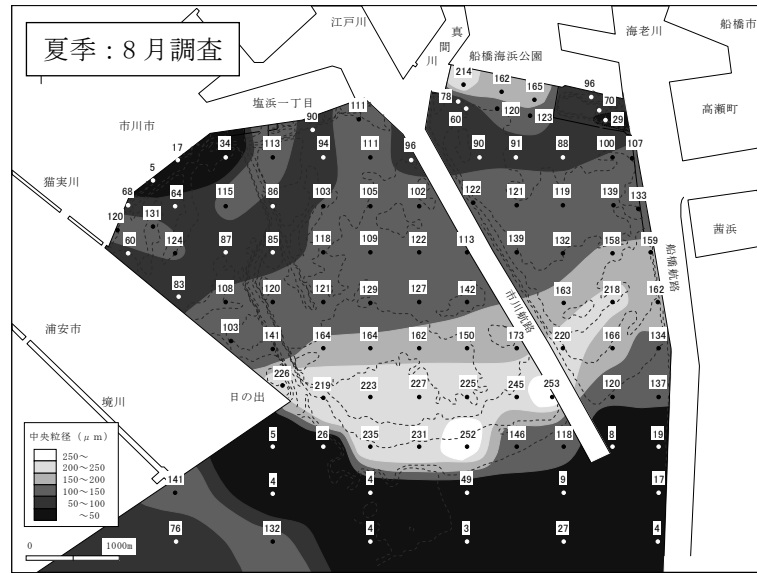 夏季：8月調査
江戸川
真間川
船橋海浜公園
海老川
船橋市
高瀬町
塩浜一丁目
市川市
猫実川
茜浜
船橋航路
市川航路
浦安市
境川
日の出
214 162 165 96 70 29
78 60 120 123
111 90
17 34 113 94 111 96 90 91 88 100 107
5
68 64 115 86 103 105 102 122 121 119 139 133
120 131
60 124 87 85 118 109 122 113 139 132 158 159
83 108 120 121 129 127 142 163 218 162
103 141 164 164 162 150 173 220 166 134
226 219 223 227 225 245 253 120 137
5 26 235 231 252 146 118 8 19
141 4 4 49 9 17
76 132 4 3 27 4
中央粒径（μm）
250～
200～250
150～200
100～150
50～100
～50
0 1000m